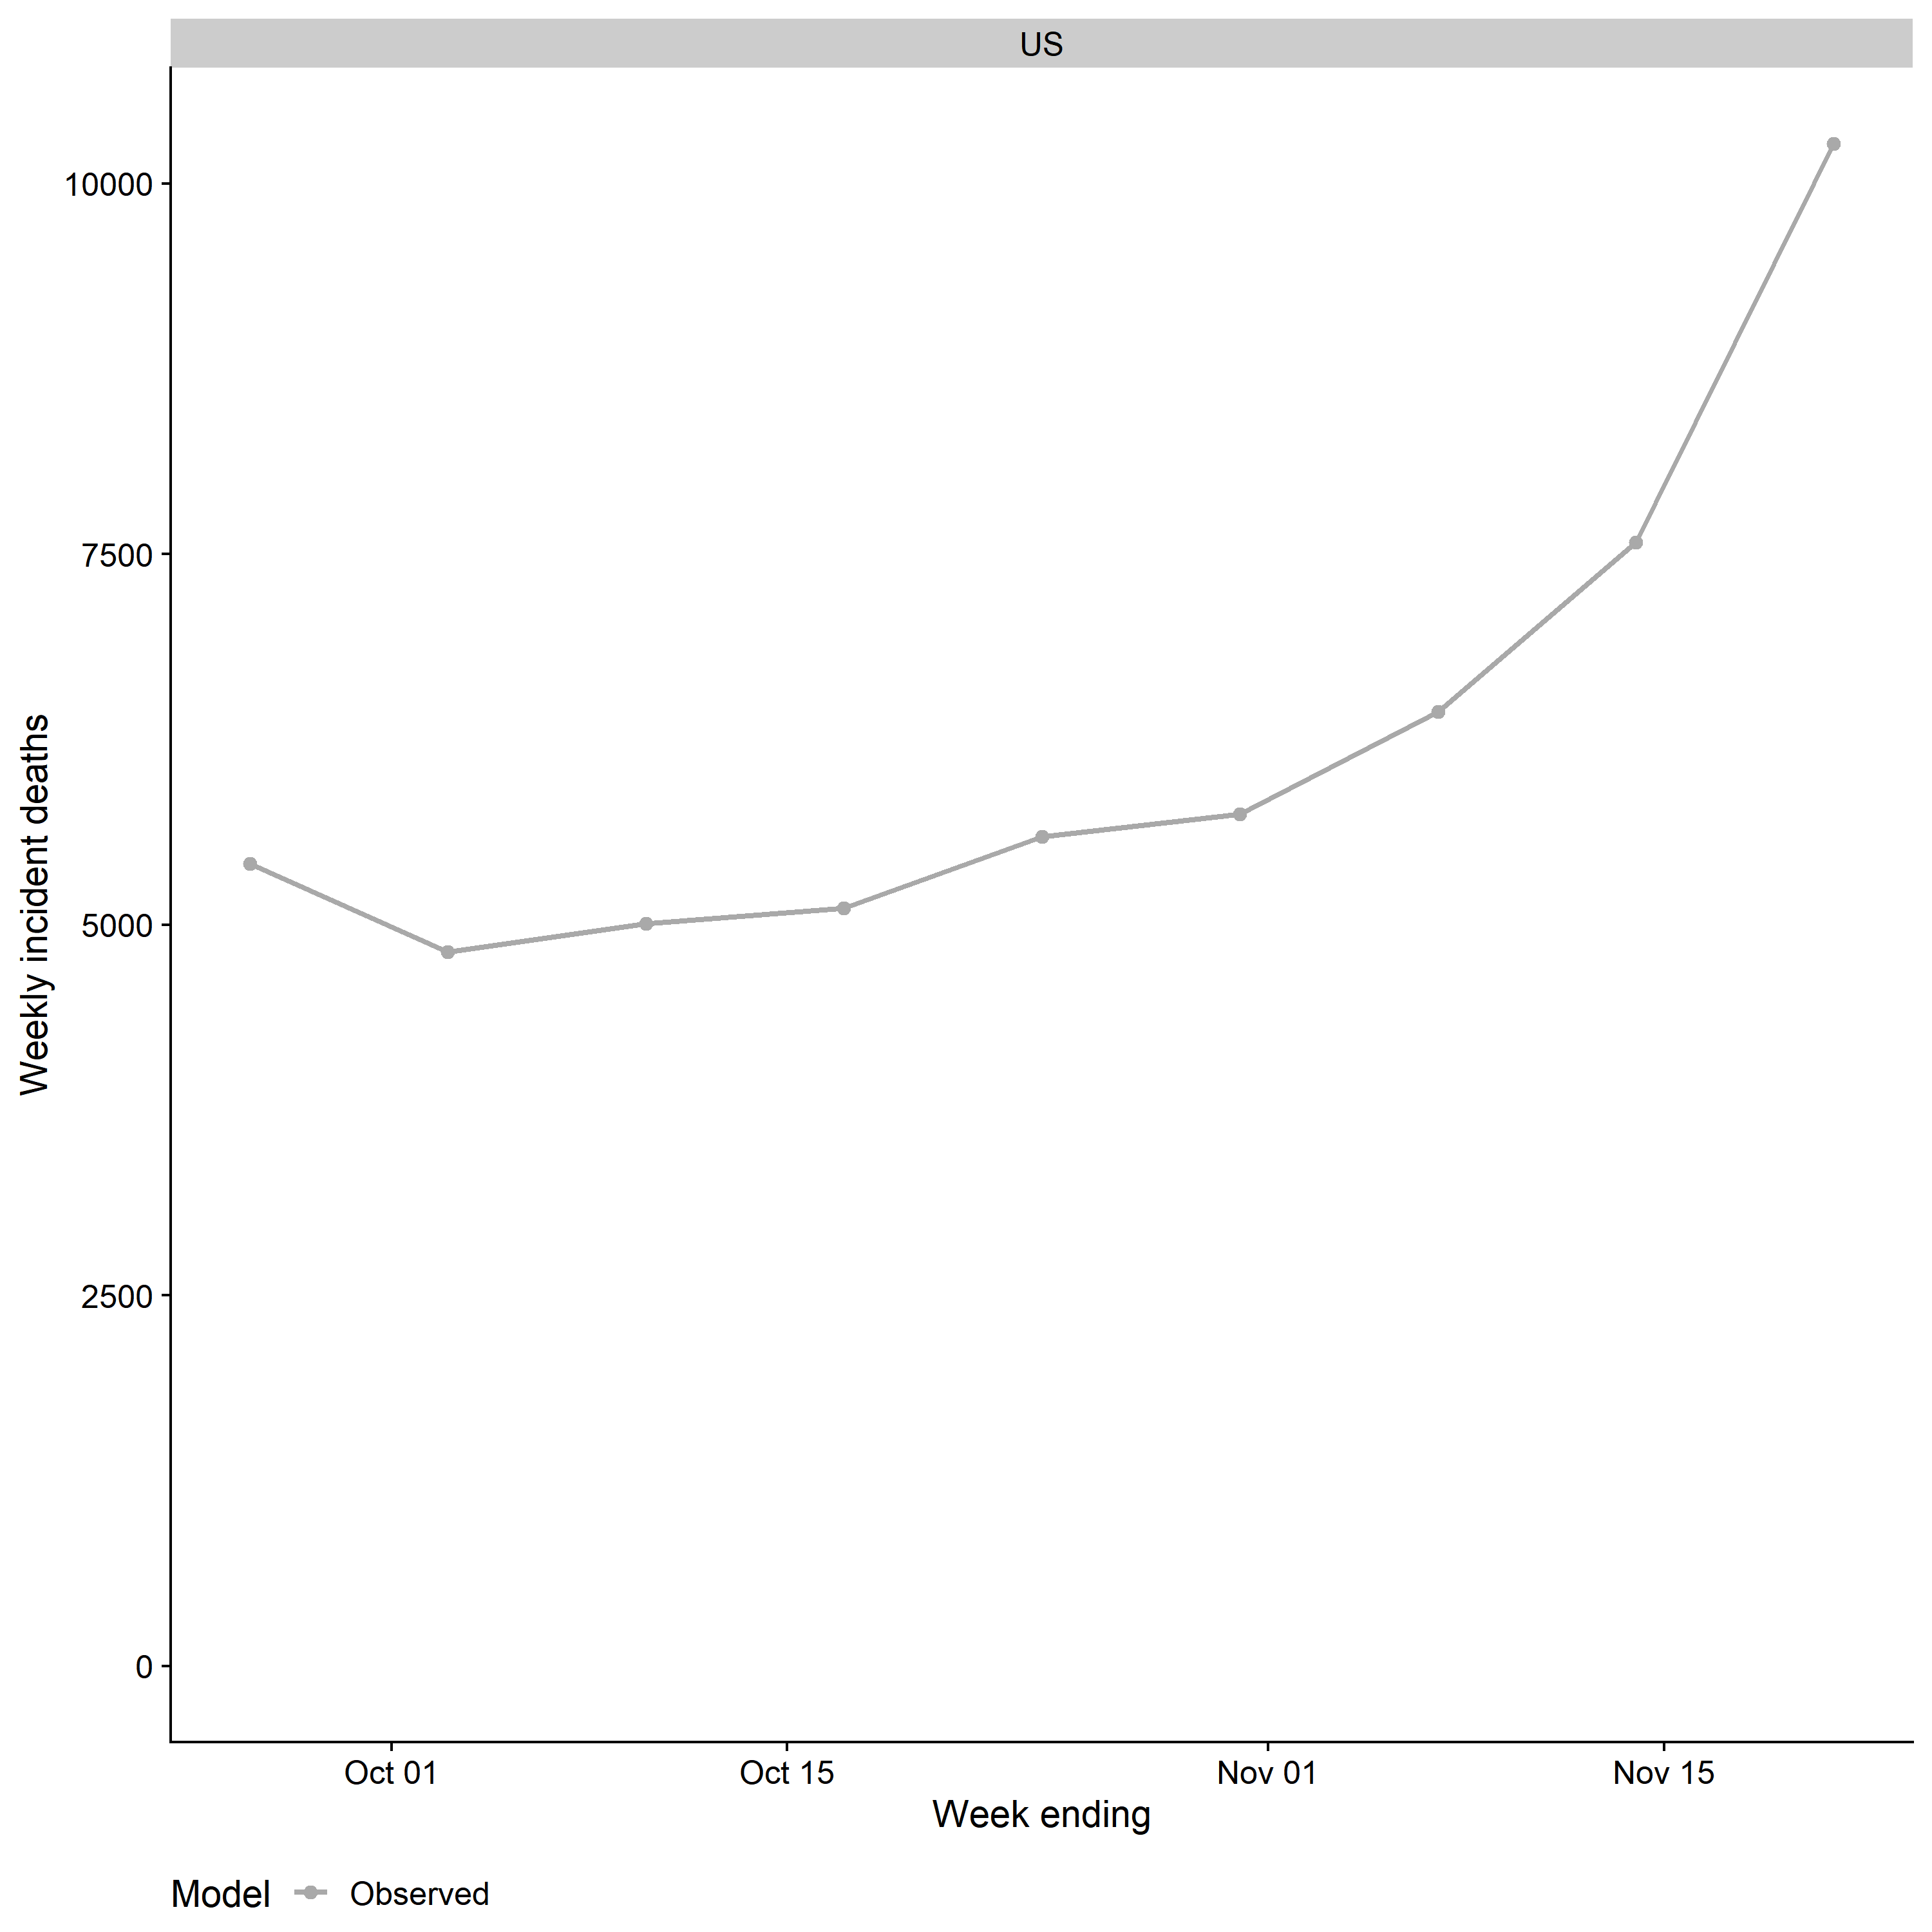 US
10000
7500
5000
2500
0
Weekly incident deaths
Oct 01 Oct 15 Nov 01 Nov 15
Week ending
Model Observed